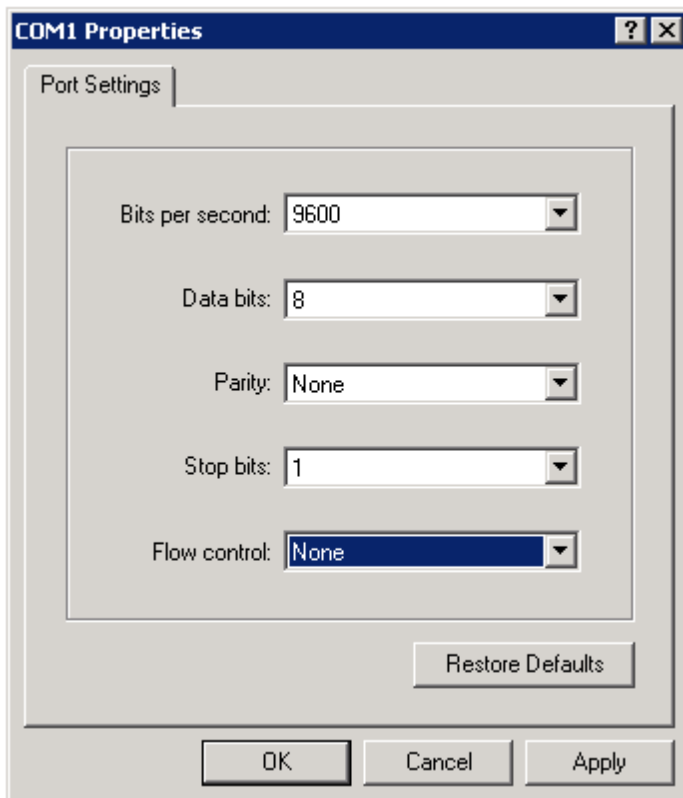 COM1 Properties
Port Settings
Bits per second: 9600
Data bits: 8
Parity: None
Stop bits: 1
Flow control: None
Restore Defaults
OK Cancel Apply